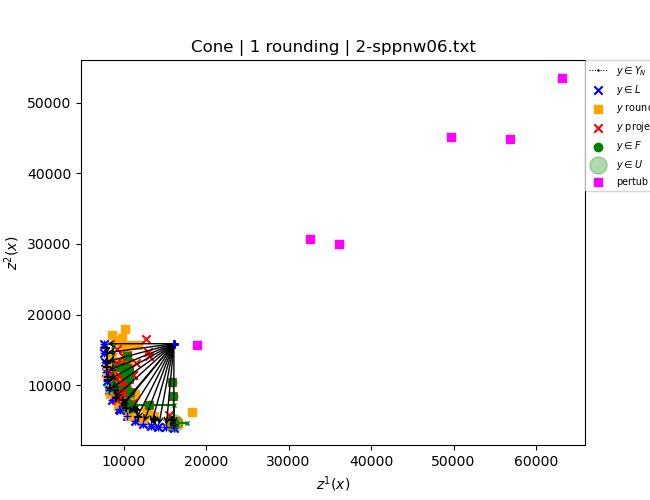 Cone | 1 rounding | 2-sppnw06.txt
50000
40000
30000
20000
10000
z²(x)
10000 20000 30000 40000 50000 60000
z¹(x)
y ∈ Y_N
y ∈ L
y roun
y proje
y ∈ F
y ∈ U
pertub